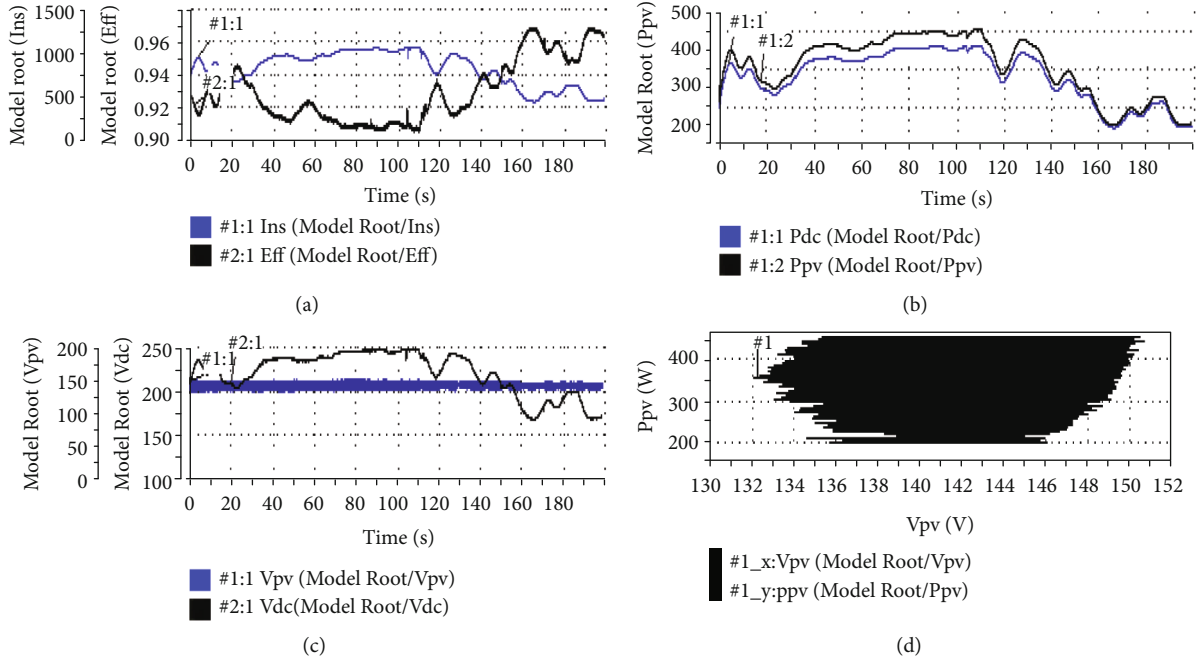 Model root (Ins)
1500
1000
500
0
Model root (Eff)
0.96
0.94
0.92
0.90
#1:1
#2:1
0 20 40 60 80 100 120 140 160 180
Time (s)
#1:1 Ins (Model Root/Ins)
#2:1 Eff (Model Root/Eff)
(a)
Model Root (Ppv)
500
400
300
200
#1:1
#1:2
0 20 40 60 80 100 120 140 160 180
Time (s)
#1:1 Pdc (Model Root/Pdc)
#1:2 Ppv (Model Root/Ppv)
(b)
Model Root (Vpv)
200
150
100
50
0
Model Root (Vdc)
250
200
150
100
#1:1
#2:1
0 20 40 60 80 100 120 140 160 180
Time (s)
#1:1 Vpv (Model Root/Vpv)
#2:1 Vdc(Model Root/Vdc)
(c)
Ppv (W)
400
300
200
#1
130 132 134 136 138 140 142 144 146 148 150 152
Vpv (V)
#1_x:Vpv (Model Root/Vpv)
#1_y:ppv (Model Root/Ppv)
(d)